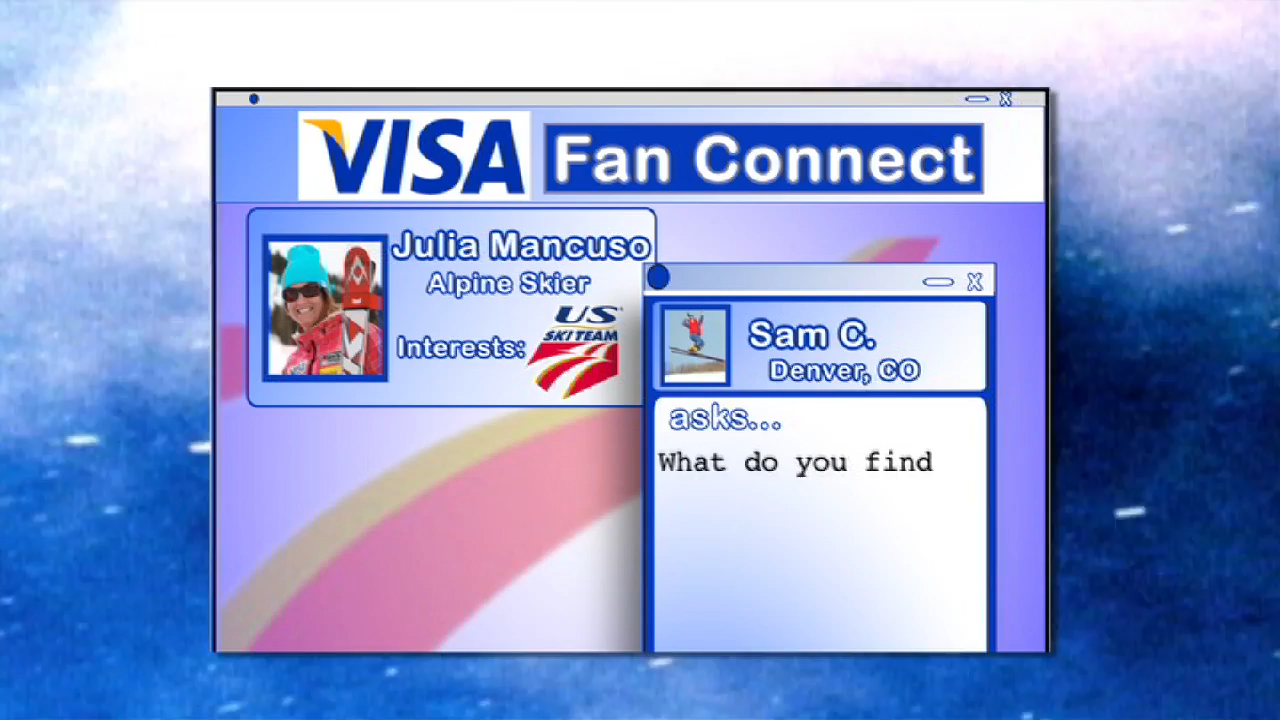 VISA Fan Connect
Julia Mancuso
Alpine Skier
Interests:
US
SKI TEAM
X
Sam C.
Denver, CO
asks...
What do you find